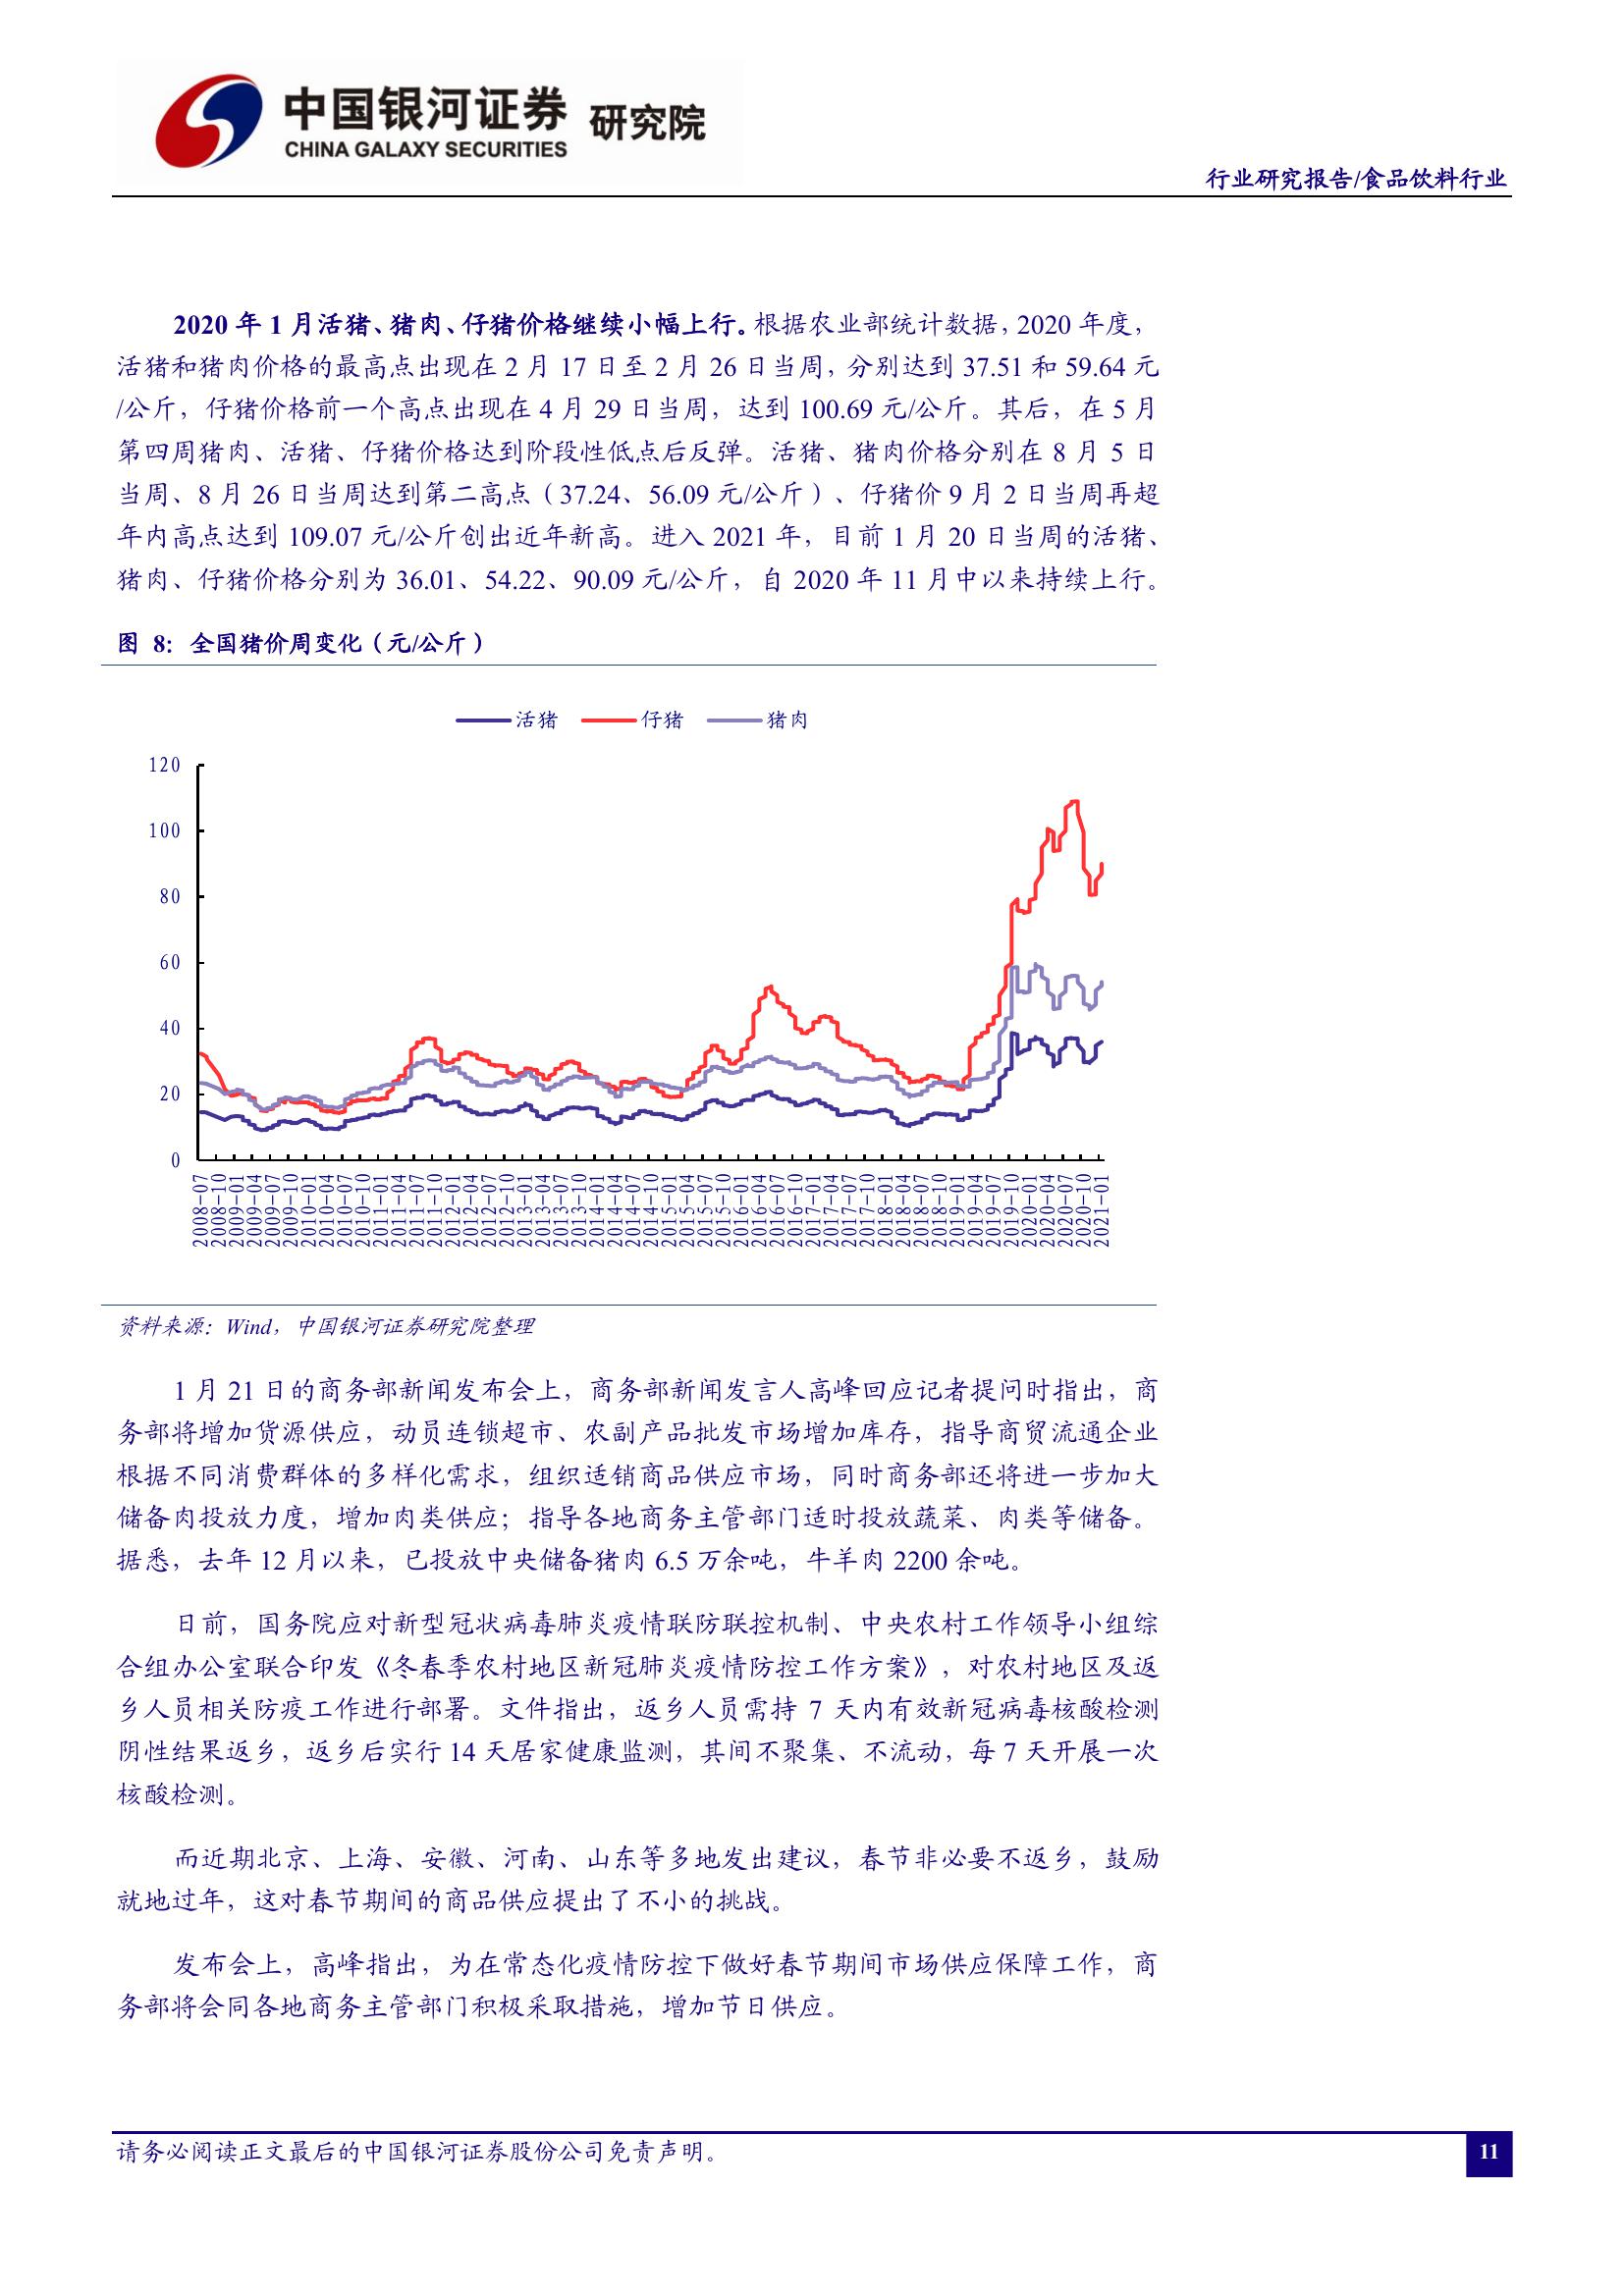 中国银河证券 研究院
CHINA GALAXY SECURITIES
行业研究报告/食品饮料行业
2020 年 1 月活猪、猪肉、仔猪价格继续小幅上行。根据农业部统计数据，2020 年度，
活猪和猪肉价格的最高点出现在 2 月 17 日至 2 月 26 日当周，分别达到 37.51 和 59.64 元
/公斤，仔猪价格前一个高点出现在 4 月 29 日当周，达到 100.69 元/公斤。其后，在 5 月
第四周猪肉、活猪、仔猪价格达到阶段性低点后反弹。活猪、猪肉价格分别在 8 月 5 日
当周、8 月 26 日当周达到第二高点（37.24、56.09 元/公斤）、仔猪价 9 月 2 日当周再超
年内高点达到 109.07 元/公斤创出近年新高。进入 2021 年，目前 1 月 20 日当周的活猪、
猪肉、仔猪价格分别为 36.01、54.22、90.09 元/公斤，自 2020 年 11 月中以来持续上行。
图 8：全国猪价周变化（元/公斤）
活猪 仔猪 猪肉
120
100
80
60
40
20
0
2008-07
2008-10
2009-01
2009-04
2009-07
2009-10
2010-01
2010-04
2010-07
2010-10
2011-01
2011-04
2011-07
2011-10
2012-01
2012-04
2012-07
2012-10
2013-01
2013-04
2013-07
2013-10
2014-01
2014-04
2014-07
2014-10
2015-01
2015-04
2015-07
2015-10
2016-01
2016-04
2016-07
2016-10
2017-01
2017-04
2017-07
2017-10
2018-01
2018-04
2018-07
2018-10
2019-01
2019-04
2019-07
2019-10
2020-01
2020-04
2020-07
2020-10
2021-01
资料来源：Wind，中国银河证券研究院整理
1 月 21 日的商务部新闻发布会上，商务部新闻发言人高峰回应记者提问时指出，商
务部将增加货源供应，动员连锁超市、农副产品批发市场增加库存，指导商贸流通企业
根据不同消费群体的多样化需求，组织适销商品供应市场，同时商务部还将进一步加大
储备肉投放力度，增加肉类供应；指导各地商务主管部门适时投放蔬菜、肉类等储备。
据悉，去年 12 月以来，已投放中央储备猪肉 6.5 万余吨，牛羊肉 2200 余吨。
日前，国务院应对新型冠状病毒肺炎疫情联防联控机制、中央农村工作领导小组综
合组办公室联合印发《冬春季农村地区新冠肺炎疫情防控工作方案》，对农村地区及返
乡人员相关防疫工作进行部署。文件指出，返乡人员需持 7 天内有效新冠病毒核酸检测
阴性结果返乡，返乡后实行 14 天居家健康监测，其间不聚集、不流动，每 7 天开展一次
核酸检测。
而近期北京、上海、安徽、河南、山东等多地发出建议，春节非必要不返乡，鼓励
就地过年，这对春节期间的商品供应提出了不小的挑战。
发布会上，高峰指出，为在常态化疫情防控下做好春节期间市场供应保障工作，商
务部将会同各地商务主管部门积极采取措施，增加节日供应。
请务必阅读正文最后的中国银河证券股份公司免责声明。
11